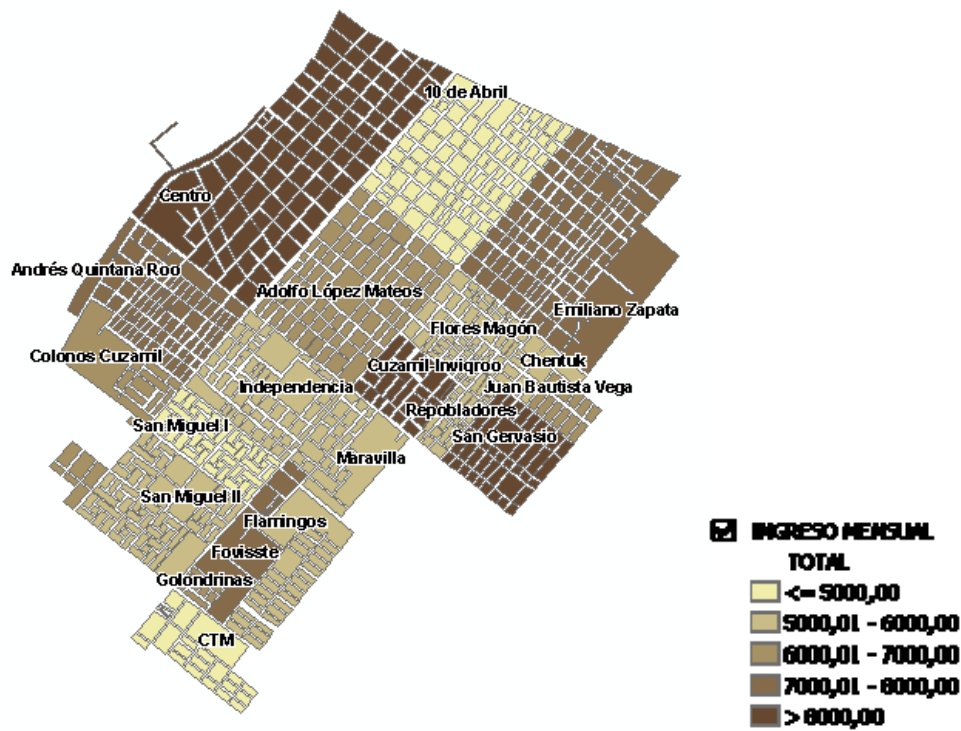 10 de Abril
Centro
Andrés Quintana Roo
Adolfo López Mateos
Emiliano Zapata
Flores Magón
Colonos Cuzamil
Cuzamil-Inviqroo
Chentuk
Independencia
Juan Bautista Vega
Repobladores
San Miguel I
San Gervasio
Maravilla
San Miguel II
Flamingos
Fovisste
Golondrinas
CTM
INGRESO MENSUAL
TOTAL
<= 5000,00
5000,01 - 6000,00
6000,01 - 7000,00
7000,01 - 8000,00
> 8000,00